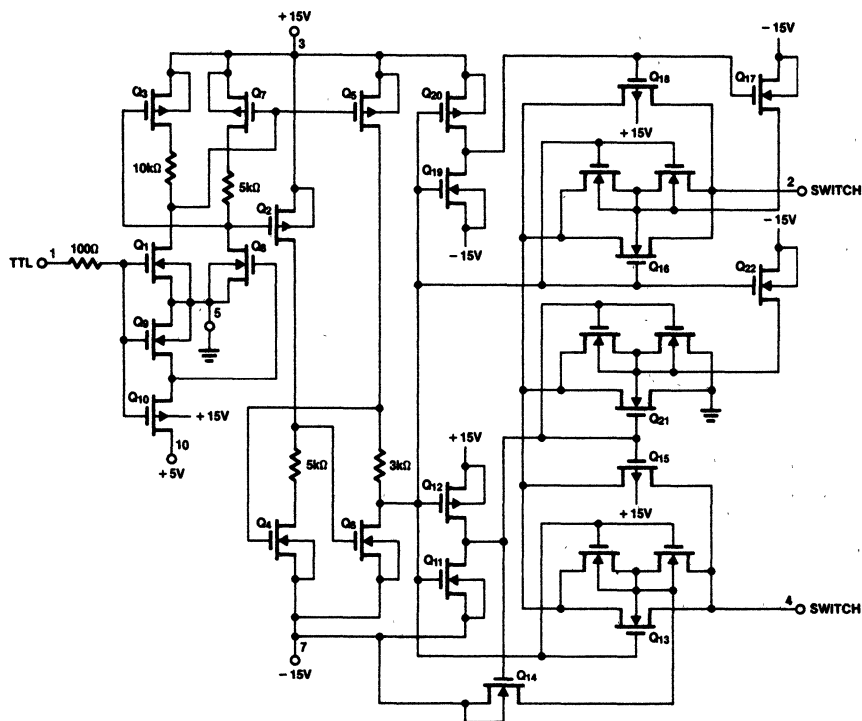 +15V
3
-15V
Q3
Q7
Q5
Q20
Q18
Q17
+15V
10kΩ
5kΩ
Q2
Q19
2
SWITCH
-15V
-15V
Q1
Q8
TTL
1
100Ω
Q16
Q22
5
Q9
Q10
+15V
10
+5V
Q21
+15V
Q15
5kΩ
3kΩ
Q12
+15V
Q4
Q6
Q11
4
SWITCH
Q13
7
-15V
Q14